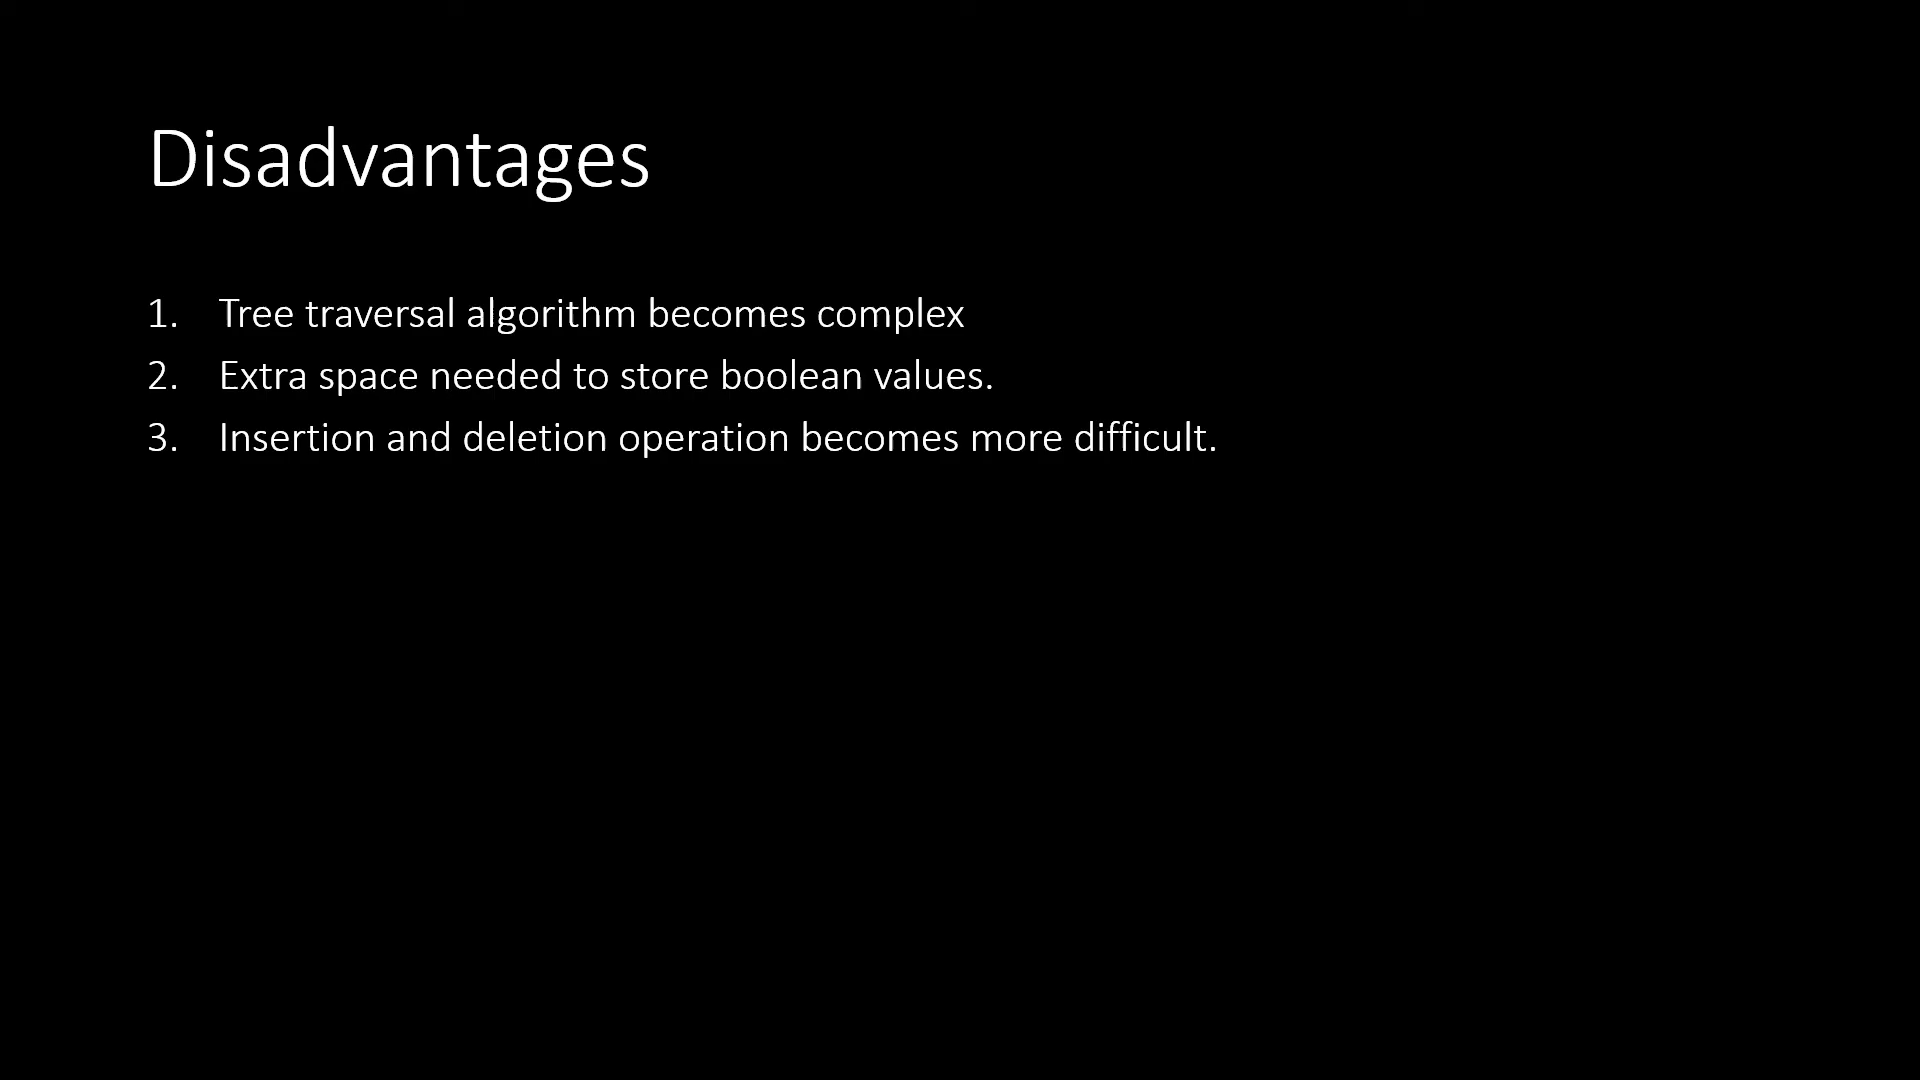 Disadvantages
1. Tree traversal algorithm becomes complex
2. Extra space needed to store boolean values.
3. Insertion and deletion operation becomes more difficult.